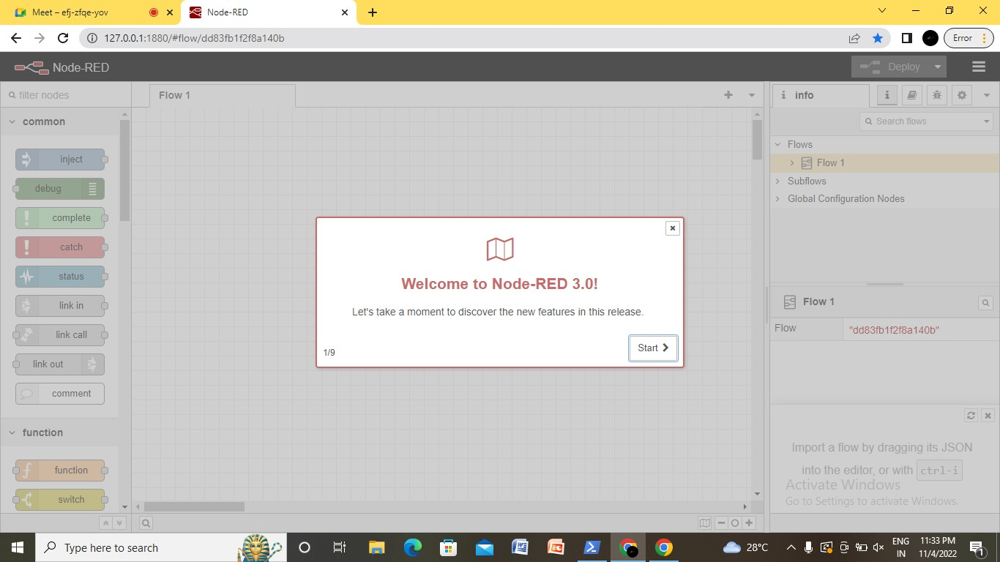 Meet – efj-zfqe-yov
Node-RED
127.0.0.1:1880/#flow/dd83fb1f2f8a140b
Error
Node-RED
Deploy
filter nodes
Flow 1
i info
i
Search flows
common
inject
debug
complete
catch
status
link in
link call
link out
comment
function
function
switch
Flows
Flow 1
Subflows
Global Configuration Nodes
Welcome to Node-RED 3.0!
Let's take a moment to discover the new features in this release.
1/9
Start
Flow 1
Flow
"dd83fb1f2f8a140b"
Import a flow by dragging its JSON
into the editor, or with ctrl-i
Activate Windows
Go to Settings to activate Windows.
Type here to search
28°C
ENG
IN
11:33 PM
11/4/2022
1